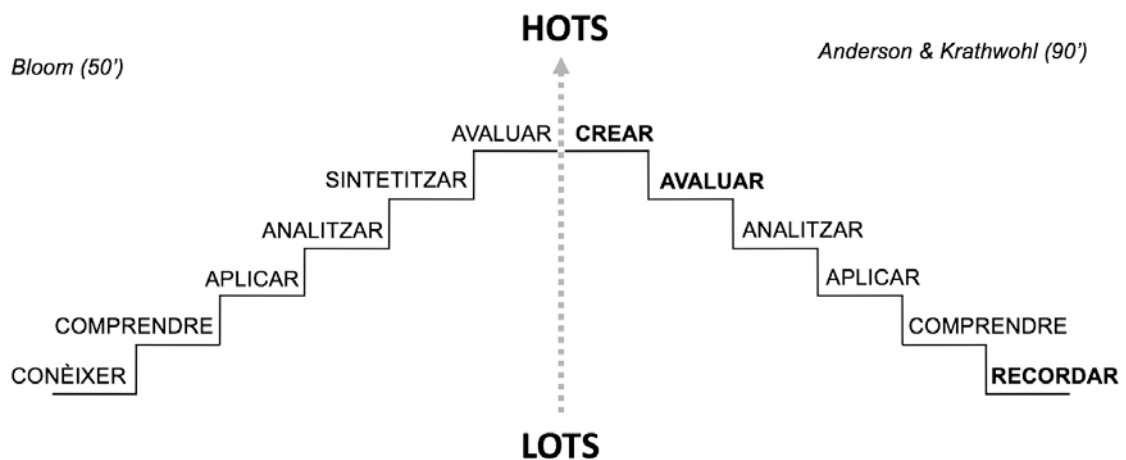 HOTS
Bloom (50’)
Anderson & Krathwohl (90’)
AVALUAR CREAR
SINTETITZAR AVALUAR
ANALITZAR ANALITZAR
APLICAR APLICAR
COMPRENDRE COMPRENDRE
CONÈIXER RECORDAR
LOTS